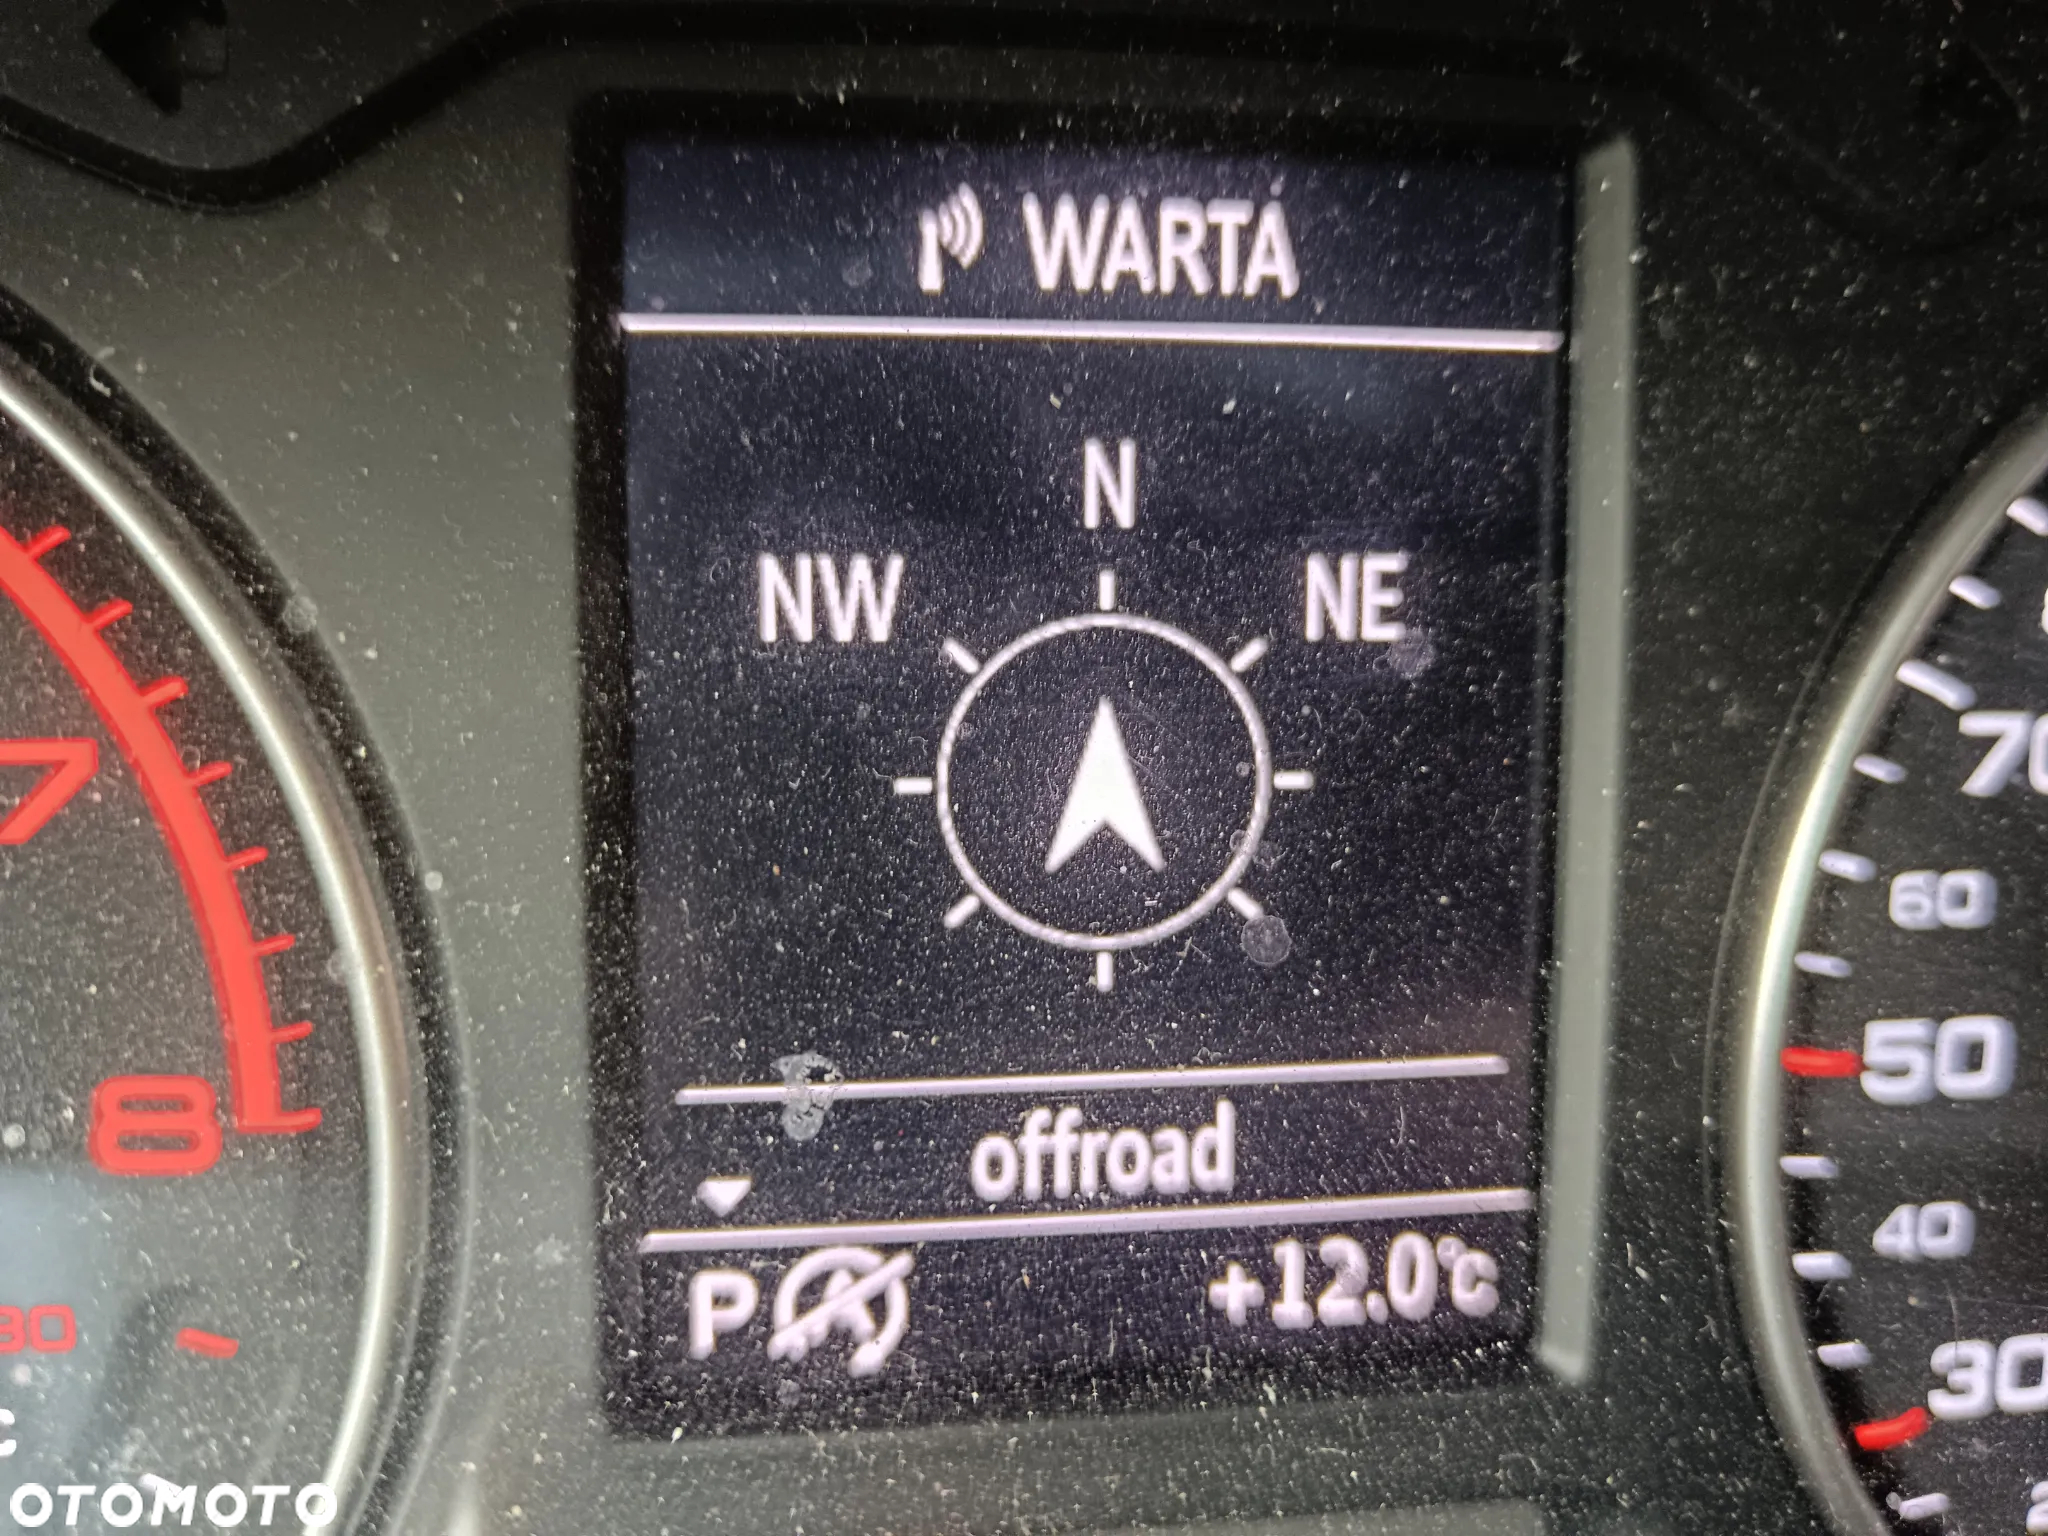 WARTA
N
NW NE
7
70
60
50
offroad
8
40
P A +12.0°C
30
OTOMOTO